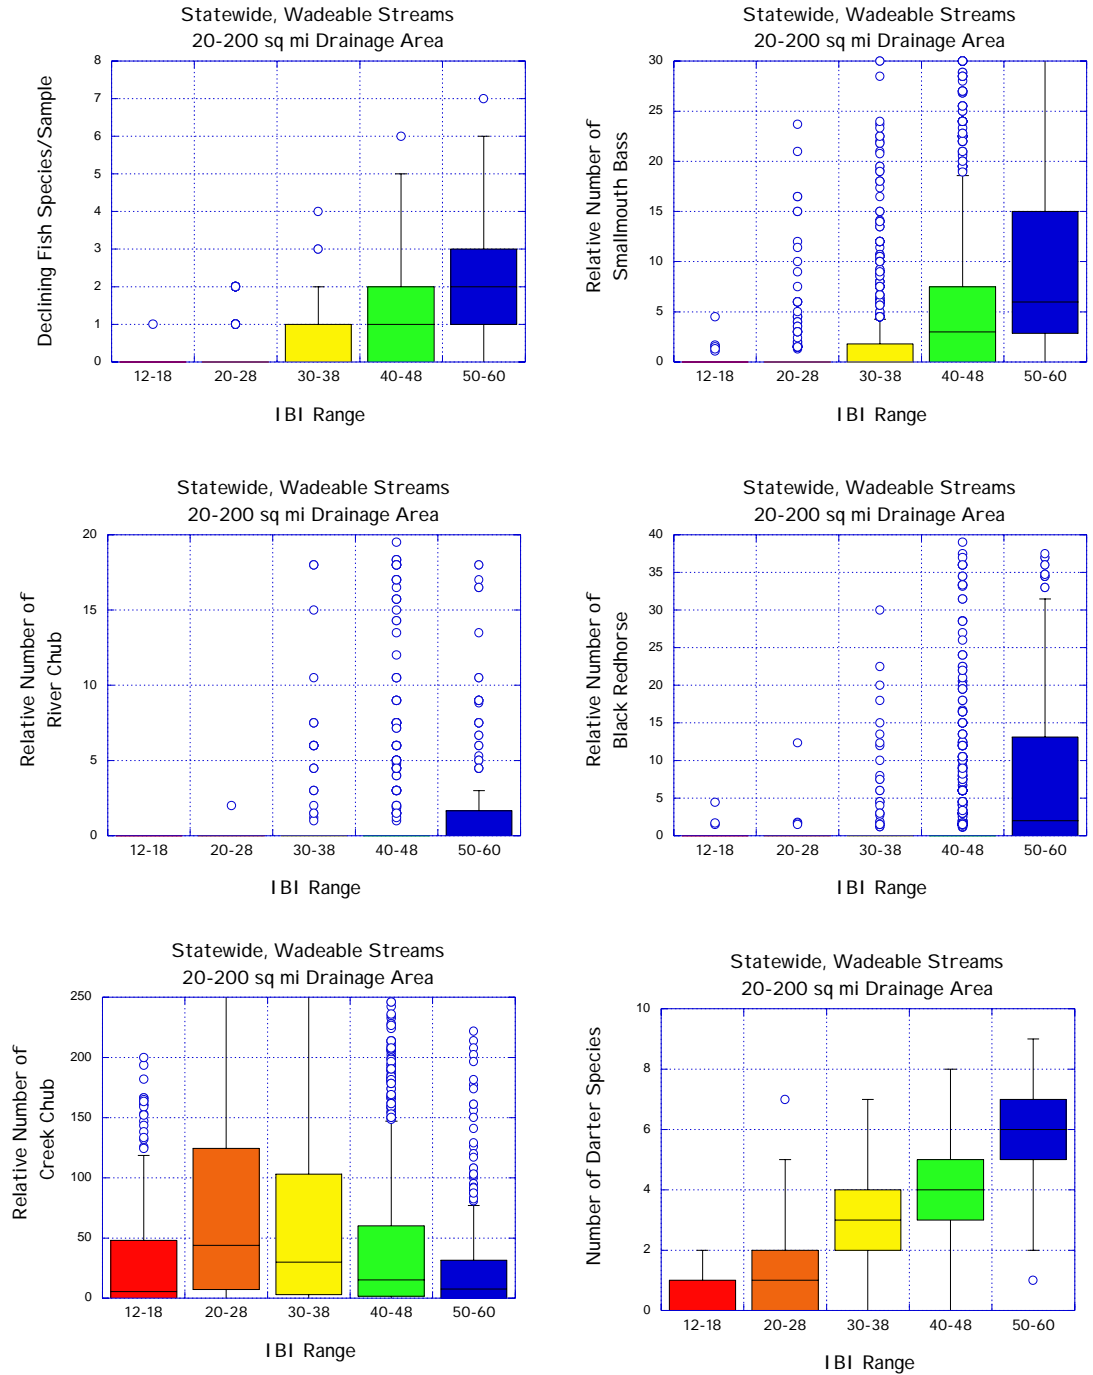 Statewide, Wadeable Streams
20-200 sq mi Drainage Area
Declining Fish Species/Sample
8
7
6
5
4
3
2
1
0
12-18 20-28 30-38 40-48 50-60
IBI Range
Statewide, Wadeable Streams
20-200 sq mi Drainage Area
Relative Number of
Smallmouth Bass
30
25
20
15
10
5
0
12-18 20-28 30-38 40-48 50-60
IBI Range
Statewide, Wadeable Streams
20-200 sq mi Drainage Area
Relative Number of
River Chub
20
15
10
5
0
12-18 20-28 30-38 40-48 50-60
IBI Range
Statewide, Wadeable Streams
20-200 sq mi Drainage Area
Relative Number of
Black Redhorse
40
35
30
25
20
15
10
5
0
12-18 20-28 30-38 40-48 50-60
IBI Range
Statewide, Wadeable Streams
20-200 sq mi Drainage Area
Relative Number of
Creek Chub
250
200
150
100
50
0
12-18 20-28 30-38 40-48 50-60
IBI Range
Statewide, Wadeable Streams
20-200 sq mi Drainage Area
Number of Darter Species
10
8
6
4
2
0
12-18 20-28 30-38 40-48 50-60
IBI Range